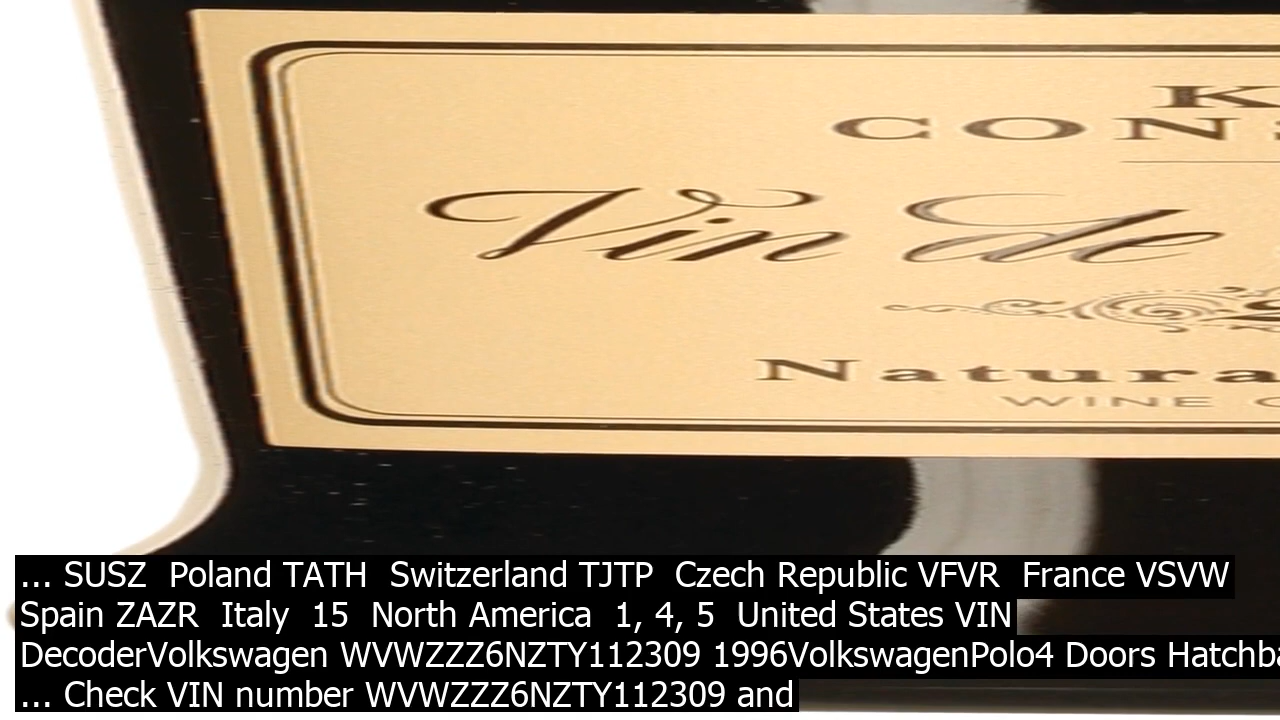 CON
Vin de
Natura
WINE
... SUSZ  Poland TATH  Switzerland TJTP  Czech Republic VFVR  France VSVW
Spain ZAZR  Italy  15  North America  1, 4, 5  United States VIN
DecoderVolkswagen WVWZZZ6NZTY112309 1996VolkswagenPolo4 Doors Hatchba
... Check VIN number WVWZZZ6NZTY112309 and